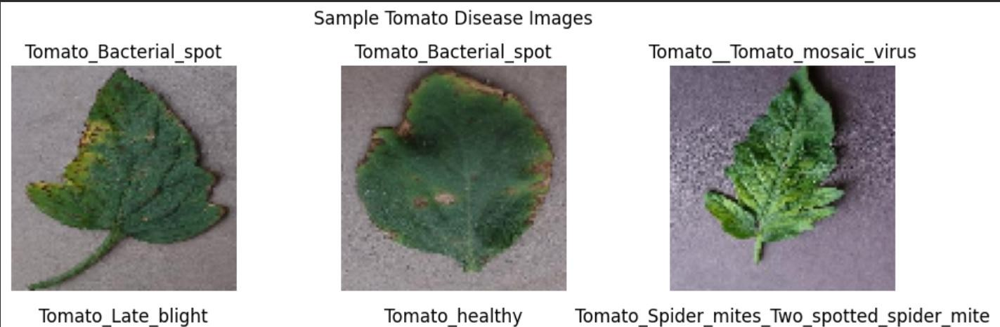 Sample Tomato Disease Images
Tomato_Bacterial_spot
Tomato_Bacterial_spot
Tomato__Tomato_mosaic_virus
Tomato_Late_blight
Tomato_healthy
Tomato_Spider_mites_Two_spotted_spider_mite